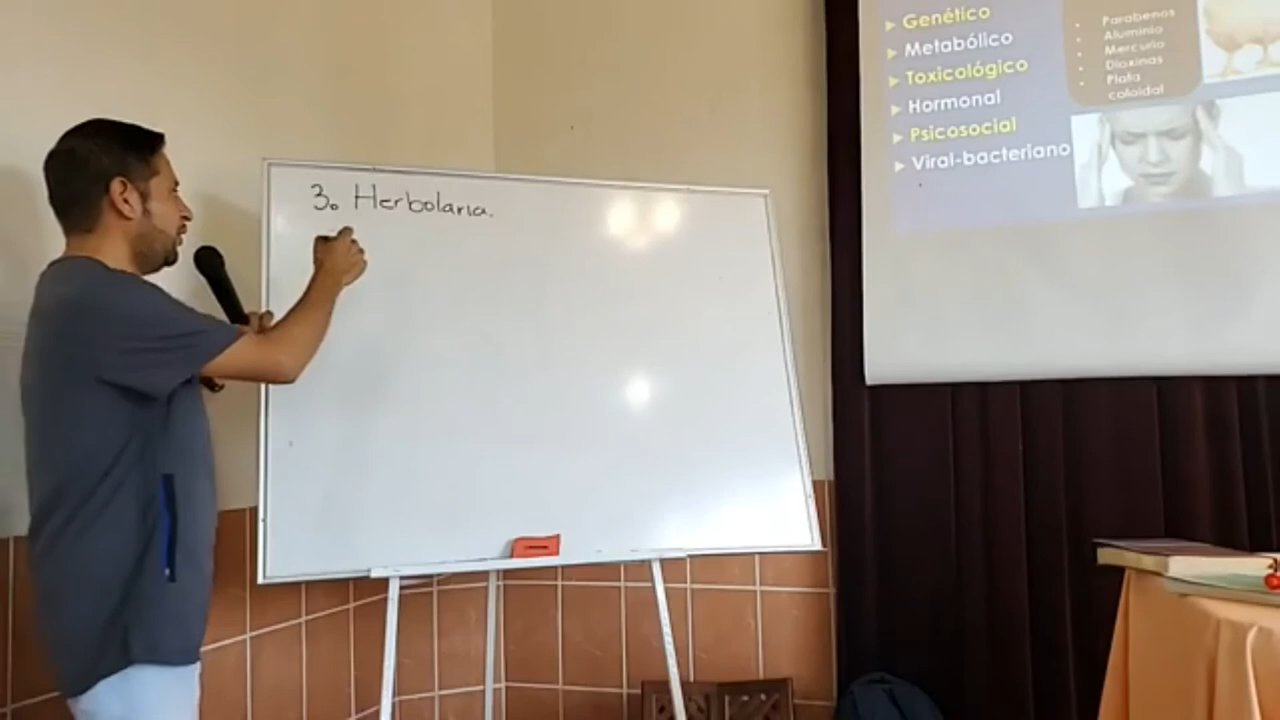 3. Herbolaria.
Genético
Metabólico
Toxicológico
Hormonal
Psicosocial
Viral-bacteriano
Parabenos
Aluminio
Mercurio
Dioxinas
Plata
coloidal